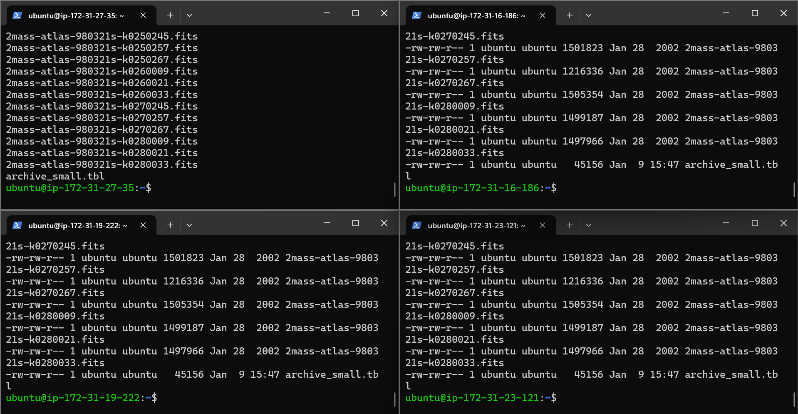 ubuntu@ip-172-31-27-35: ~
2mass-atlas-980321s-k0250245.fits
2mass-atlas-980321s-k0250257.fits
2mass-atlas-980321s-k0250267.fits
2mass-atlas-980321s-k0260009.fits
2mass-atlas-980321s-k0260021.fits
2mass-atlas-980321s-k0260033.fits
2mass-atlas-980321s-k0270245.fits
2mass-atlas-980321s-k0270257.fits
2mass-atlas-980321s-k0270267.fits
2mass-atlas-980321s-k0280009.fits
2mass-atlas-980321s-k0280021.fits
2mass-atlas-980321s-k0280033.fits
archive_small.tbl
ubuntu@ip-172-31-27-35:~$
ubuntu@ip-172-31-16-186: ~
21s-k0270245.fits
-rw-rw-r-- 1 ubuntu ubuntu 1501823 Jan 28  2002 2mass-atlas-9803
21s-k0270257.fits
-rw-rw-r-- 1 ubuntu ubuntu 1216336 Jan 28  2002 2mass-atlas-9803
21s-k0270267.fits
-rw-rw-r-- 1 ubuntu ubuntu 1505354 Jan 28  2002 2mass-atlas-9803
21s-k0280009.fits
-rw-rw-r-- 1 ubuntu ubuntu 1499187 Jan 28  2002 2mass-atlas-9803
21s-k0280021.fits
-rw-rw-r-- 1 ubuntu ubuntu 1497966 Jan 28  2002 2mass-atlas-9803
21s-k0280033.fits
-rw-rw-r-- 1 ubuntu ubuntu   45156 Jan  9 15:47 archive_small.tb
l
ubuntu@ip-172-31-16-186:~$
ubuntu@ip-172-31-19-222: ~
21s-k0270245.fits
-rw-rw-r-- 1 ubuntu ubuntu 1501823 Jan 28  2002 2mass-atlas-9803
21s-k0270257.fits
-rw-rw-r-- 1 ubuntu ubuntu 1216336 Jan 28  2002 2mass-atlas-9803
21s-k0270267.fits
-rw-rw-r-- 1 ubuntu ubuntu 1505354 Jan 28  2002 2mass-atlas-9803
21s-k0280009.fits
-rw-rw-r-- 1 ubuntu ubuntu 1499187 Jan 28  2002 2mass-atlas-9803
21s-k0280021.fits
-rw-rw-r-- 1 ubuntu ubuntu 1497966 Jan 28  2002 2mass-atlas-9803
21s-k0280033.fits
-rw-rw-r-- 1 ubuntu ubuntu   45156 Jan  9 15:47 archive_small.tb
l
ubuntu@ip-172-31-19-222:~$
ubuntu@ip-172-31-23-121: ~
21s-k0270245.fits
-rw-rw-r-- 1 ubuntu ubuntu 1501823 Jan 28  2002 2mass-atlas-9803
21s-k0270257.fits
-rw-rw-r-- 1 ubuntu ubuntu 1216336 Jan 28  2002 2mass-atlas-9803
21s-k0270267.fits
-rw-rw-r-- 1 ubuntu ubuntu 1505354 Jan 28  2002 2mass-atlas-9803
21s-k0280009.fits
-rw-rw-r-- 1 ubuntu ubuntu 1499187 Jan 28  2002 2mass-atlas-9803
21s-k0280021.fits
-rw-rw-r-- 1 ubuntu ubuntu 1497966 Jan 28  2002 2mass-atlas-9803
21s-k0280033.fits
-rw-rw-r-- 1 ubuntu ubuntu   45156 Jan  9 15:47 archive_small.tb
l
ubuntu@ip-172-31-23-121:~$